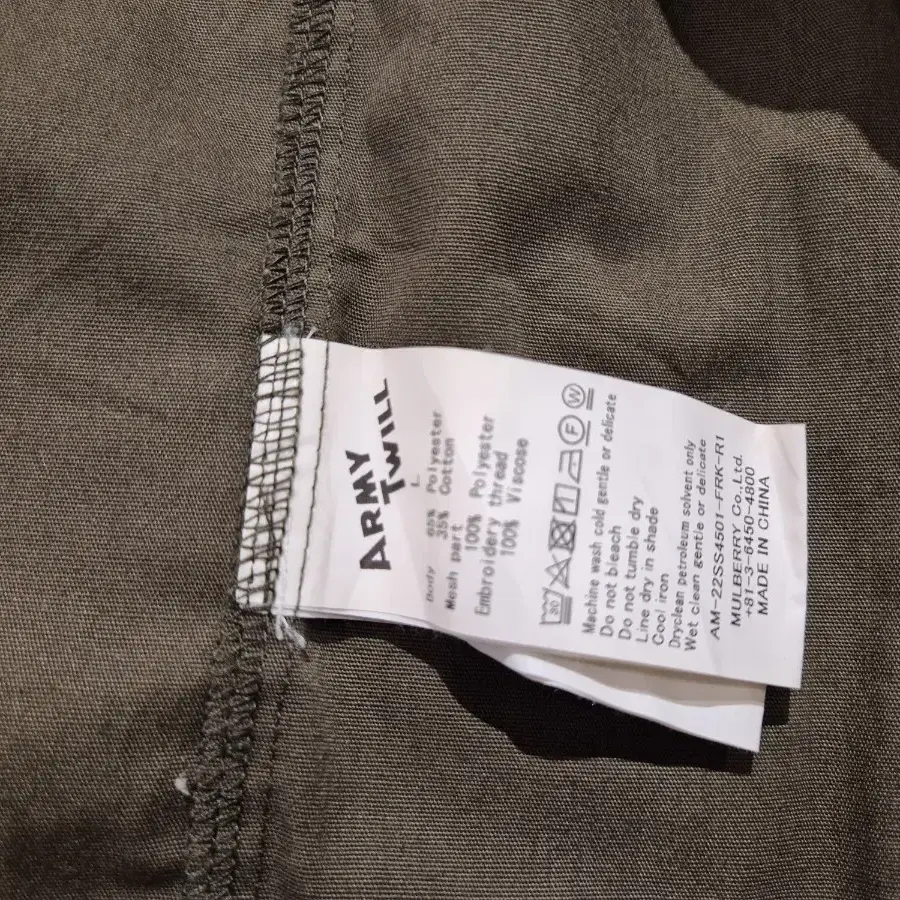 ARMY
TWILL
L
Body 65% Polyester
35% Cotton
Mesh part
100% Polyester
Embroidery thread
100% Viscose
30 F W
Machine wash cold gentle or delicate
Do not bleach
Do not tumble dry
Line dry in shade
Cool iron
Dryclean petroleum solvent only
Wet clean gentle or delicate
AM-22SS4501-FRK-R1
MULBERRY Co.,Ltd.
+81-3-6450-4800
MADE IN CHINA